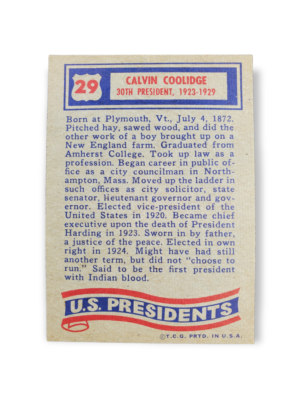 29
CALVIN COOLIDGE
30TH PRESIDENT, 1923-1929
Born at Plymouth, Vt., July 4, 1872.
Pitched hay, sawed wood, and did the
other work of a boy brought up on a
New England farm. Graduated from
Amherst College. Took up law as a
profession. Began career in public of-
fice as a city councilman in North-
ampton, Mass. Moved up the ladder in
such offices as city solicitor, state
senator, lieutenant governor and gov-
ernor. Elected vice-president of the
United States in 1920. Became chief
executive upon the death of President
Harding in 1923. Sworn in by father,
a justice of the peace. Elected in own
right in 1924. Might have had still
another term, but did not "choose to
run." Said to be the first president
with Indian blood.
U.S. PRESIDENTS
©T.C.G. PRTD. IN U.S.A.